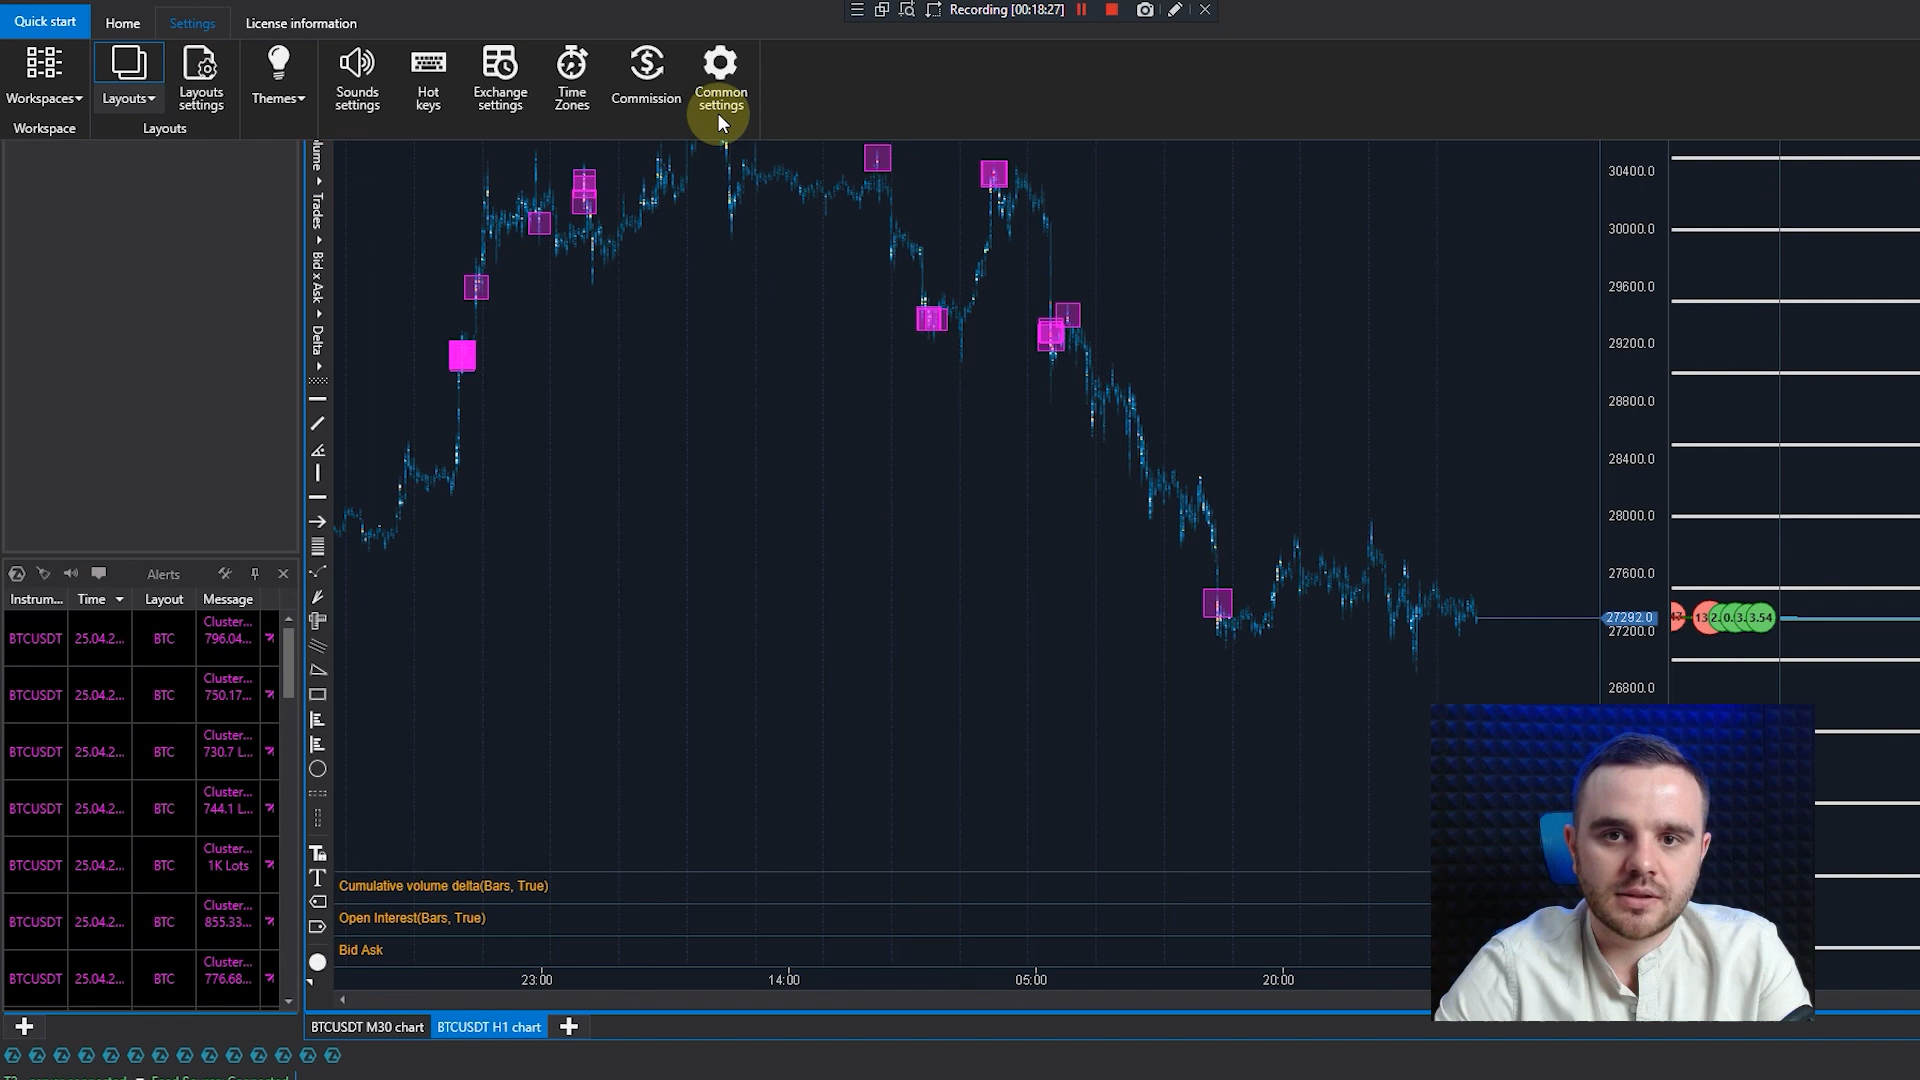 Quick start
Home
Settings
License information
Recording [00:18:27]
Workspaces
Layouts
Layouts
settings
Themes
Sounds
settings
Hot
keys
Exchange
settings
Time
Zones
Commission
Common
settings
Workspace
Layouts
Trades
Bid x Ask
Delta
30400.0
30000.0
29600.0
29200.0
28800.0
28400.0
28000.0
27600.0
27292.0
27200.0
26800.0
3.54
Alerts
Instrum...
Time
Layout
Message
BTCUSDT 25.04.2... BTC Cluster... 796.04...
BTCUSDT 25.04.2... BTC Cluster... 750.17...
BTCUSDT 25.04.2... BTC Cluster... 730.7 L...
BTCUSDT 25.04.2... BTC Cluster... 744.1 L...
BTCUSDT 25.04.2... BTC Cluster... 1K Lots
BTCUSDT 25.04.2... BTC Cluster... 855.33...
BTCUSDT 25.04.2... BTC Cluster... 776.68...
Cumulative volume delta(Bars, True)
Open Interest(Bars, True)
Bid Ask
23:00
14:00
05:00
20:00
BTCUSDT M30 chart
BTCUSDT H1 chart